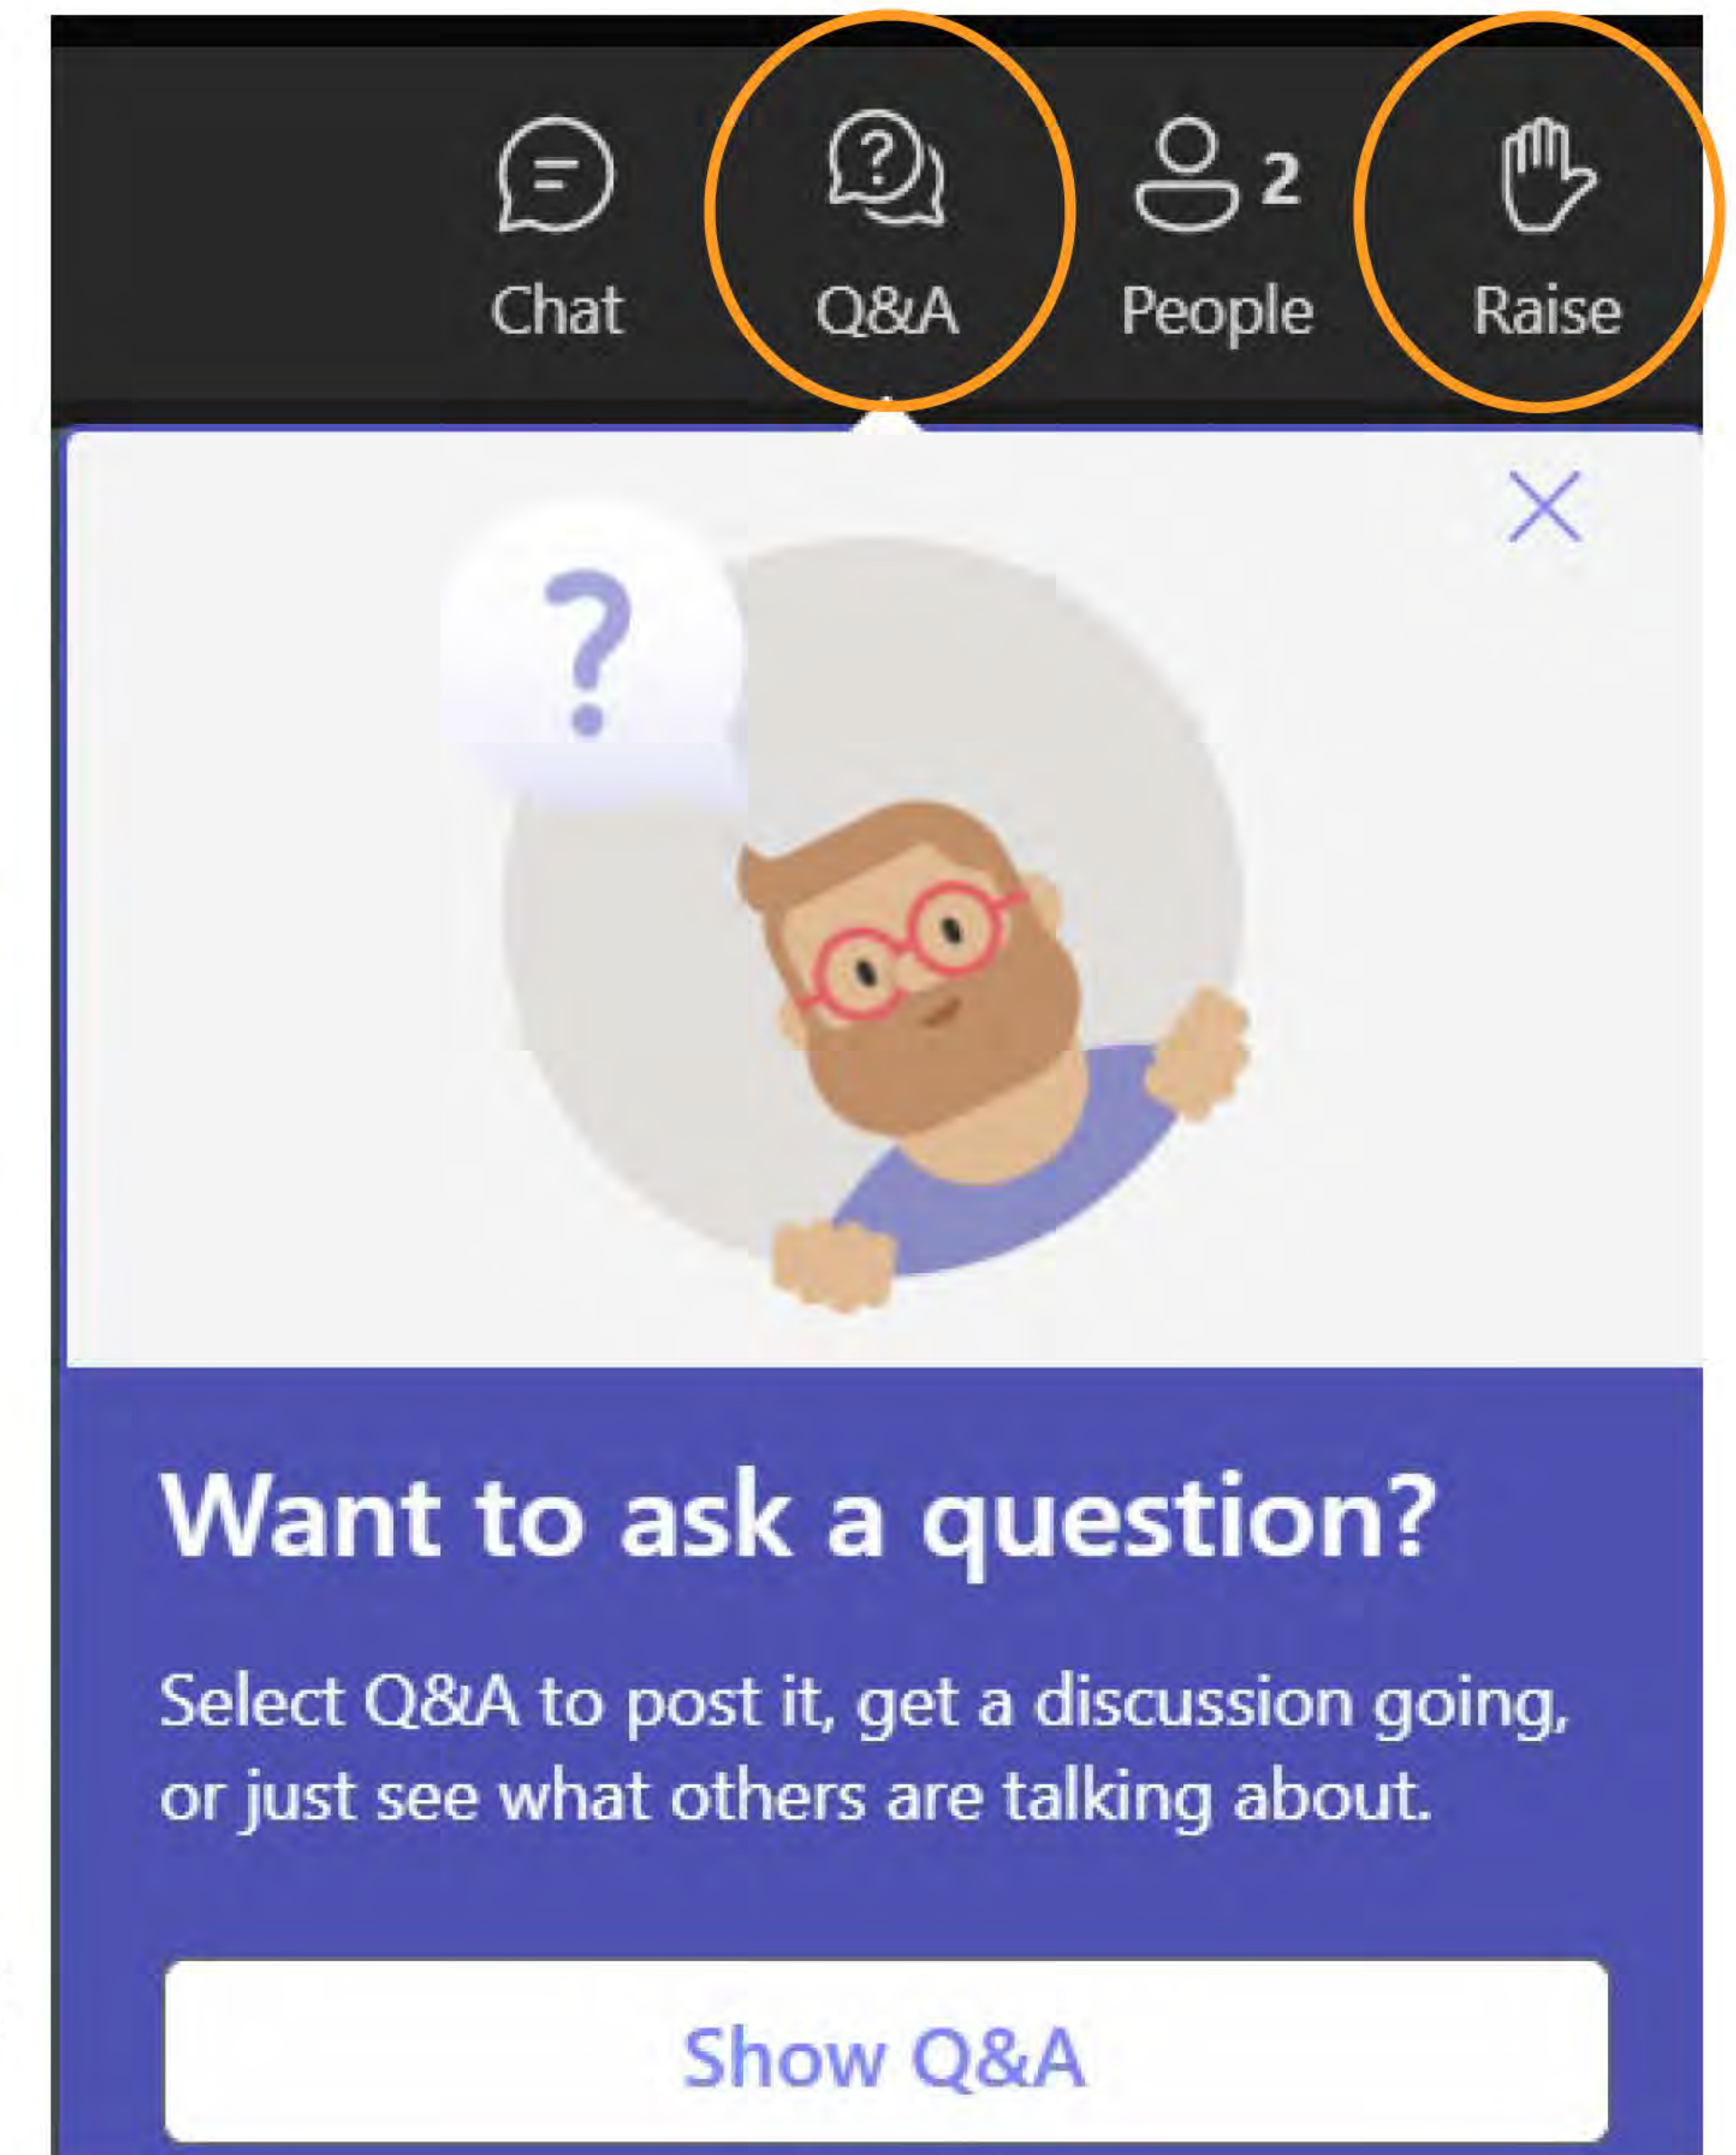 2
Chat Q&A People Raise
?
Want to ask a question?
Select Q&A to post it, get a discussion going,
or just see what others are talking about.
Show Q&A